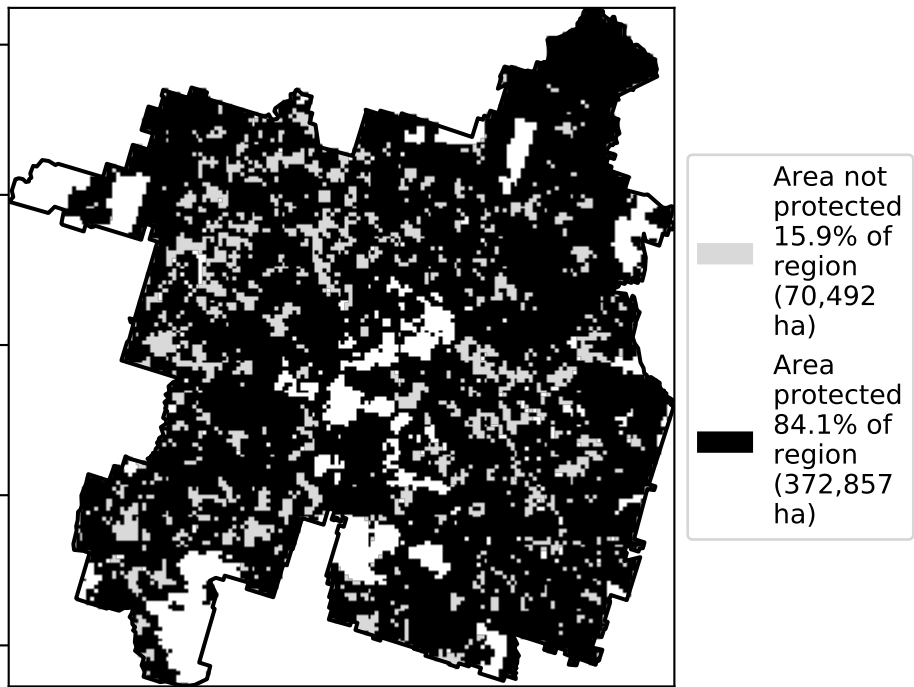 Area not
protected
15.9% of
region
(70,492
ha)
Area
protected
84.1% of
region
(372,857
ha)